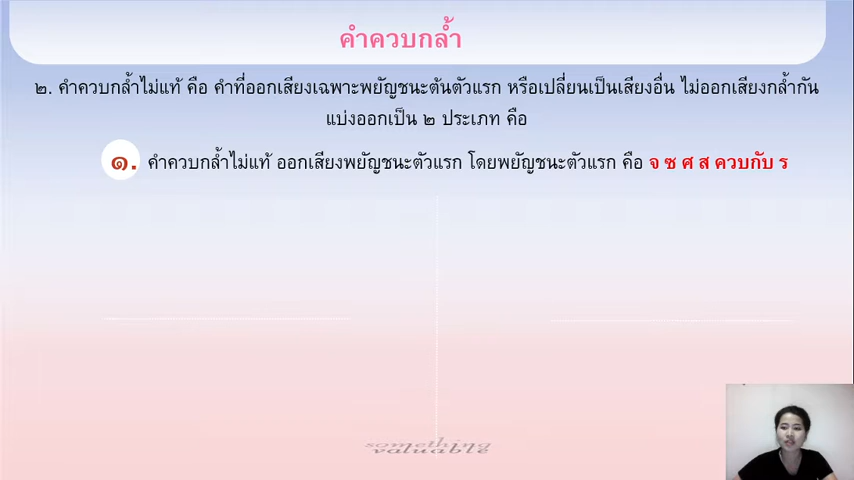 คำควบกล้ำ
๒. คำควบกล้ำไม่แท้ คือ คำที่ออกเสียงเฉพาะพยัญชนะต้นตัวแรก หรือเปลี่ยนเป็นเสียงอื่น ไม่ออกเสียงกล้ำกัน
แบ่งออกเป็น ๒ ประเภท คือ
๑. คำควบกล้ำไม่แท้ ออกเสียงพยัญชนะตัวแรก โดยพยัญชนะตัวแรก คือ จ ซ ศ ส ควบกับ ร
something
valuable